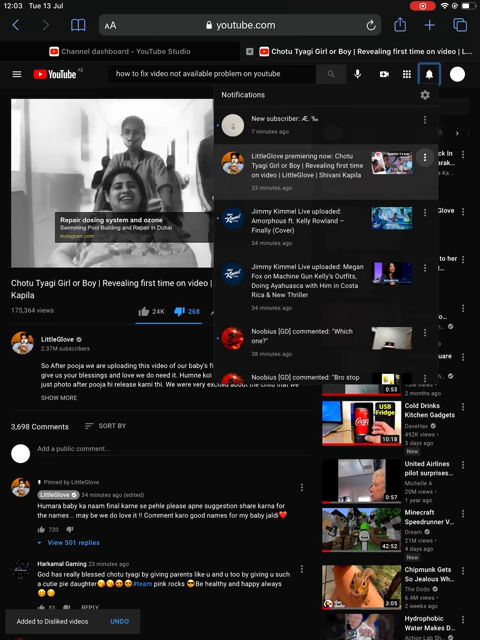 12:03 Tue 13 Jul
76%
AA
youtube.com
Channel dashboard - YouTube Studio
Chotu Tyagi Girl or Boy | Revealing first time on video | L...
YouTube AE
how to fix video not available problem on youtube
Notifications
New subscriber: Æ. ‰
7 minutes ago
LittleGlove premiering now: Chotu
Tyagi Girl or Boy | Revealing first time
on video | LittleGlove | Shivani Kapila
33 minutes ago
Jimmy Kimmel Live uploaded:
Amorphous ft. Kelly Rowland –
Finally (Cover)
34 minutes ago
Jimmy Kimmel Live uploaded: Megan
Fox on Machine Gun Kelly's Outfits,
Doing Ayahuasca with Him in Costa
Rica & New Thriller
34 minutes ago
Noobius [GD] commented: "Which
one?"
38 minutes ago
Noobius [GD] commented: "Bro stop
Repair dosing system and ozone
Swimming Pool Building and Repair in Dubai
instagram.com
Chotu Tyagi Girl or Boy | Revealing first time on video |
Kapila
175,364 views
24K
268
LittleGlove
2.37M subscribers
So After pooja we are uploading this video of our baby's fi
give us your blessings and love we do need it. Humne koi
just photo after pooja hi release karni thi. We were very excited about the child that we
SHOW MORE
3,698 Comments
SORT BY
Add a public comment...
Pinned by LittleGlove
LittleGlove 34 minutes ago (edited)
Humara baby ka naam final karne se pehle please apne suggestion share karna for
the names .. may be we do love it !! Comment karo good names for my baby jaldi❤️
720
View 501 replies
Harkamal Gaming 23 minutes ago
God has really blessed chotu tyagi by giving parents like u and u too by giving u such
a cutie pie daughter😘😘😍😍#team pink rocks 😎Be healthy and happy always
😊😊
REPLY
Added to Disliked videos
UNDO
0:53
2 months ago
Cold Drinks
Kitchen Gadgets
DaveHax
492K views •
3 days ago
New
USB
Fridge
10:18
United Airlines
pilot surprises...
Michelle A
20M views •
1 year ago
0:57
Minecraft
Speedrunner V...
Dream
21M views •
4 days ago
New
42:52
Chipmunk Gets
So Jealous Wh...
The Dodo
6.4M views •
2 weeks ago
the dodo
3:05
Hydrophobic
Water Makes D...
Action Lab Sh...